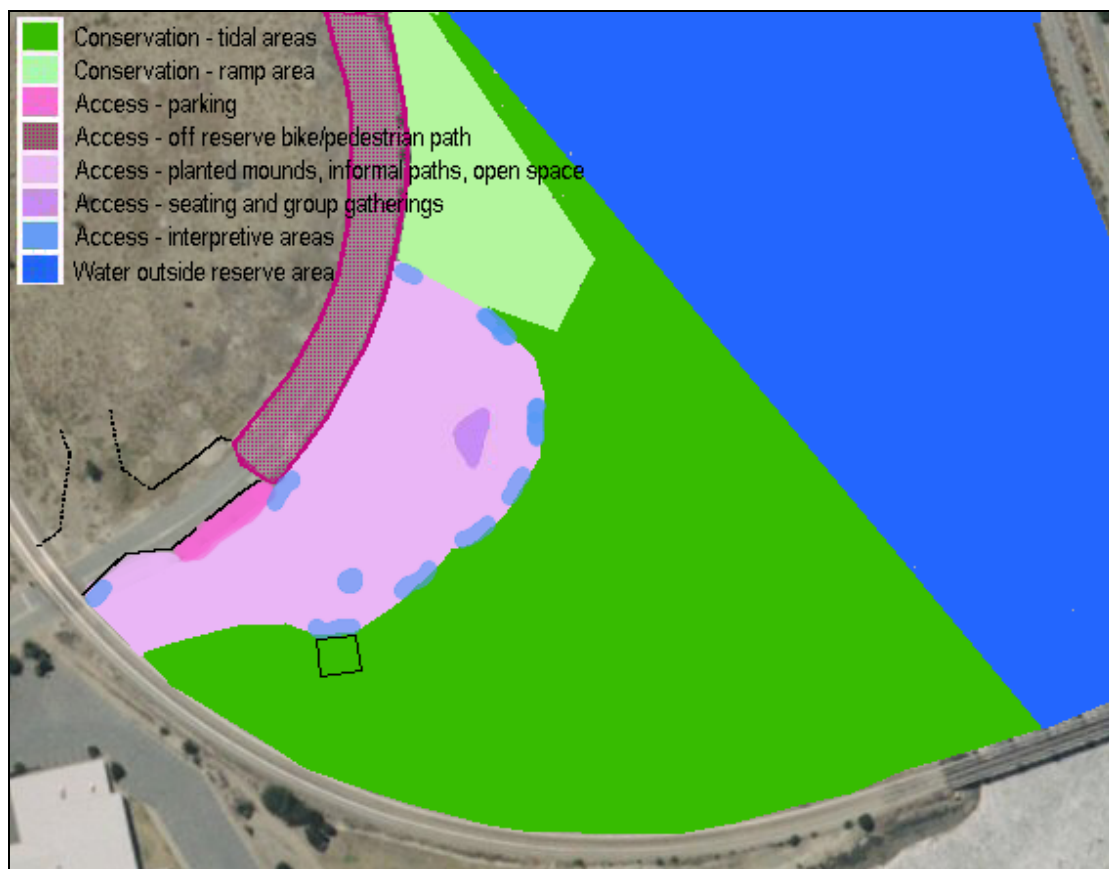 Conservation - tidal areas
Conservation - ramp area
Access - parking
Access - off reserve bike/pedestrian path
Access - planted mounds, informal paths, open space
Access - seating and group gatherings
Access - interpretive areas
Water outside reserve area